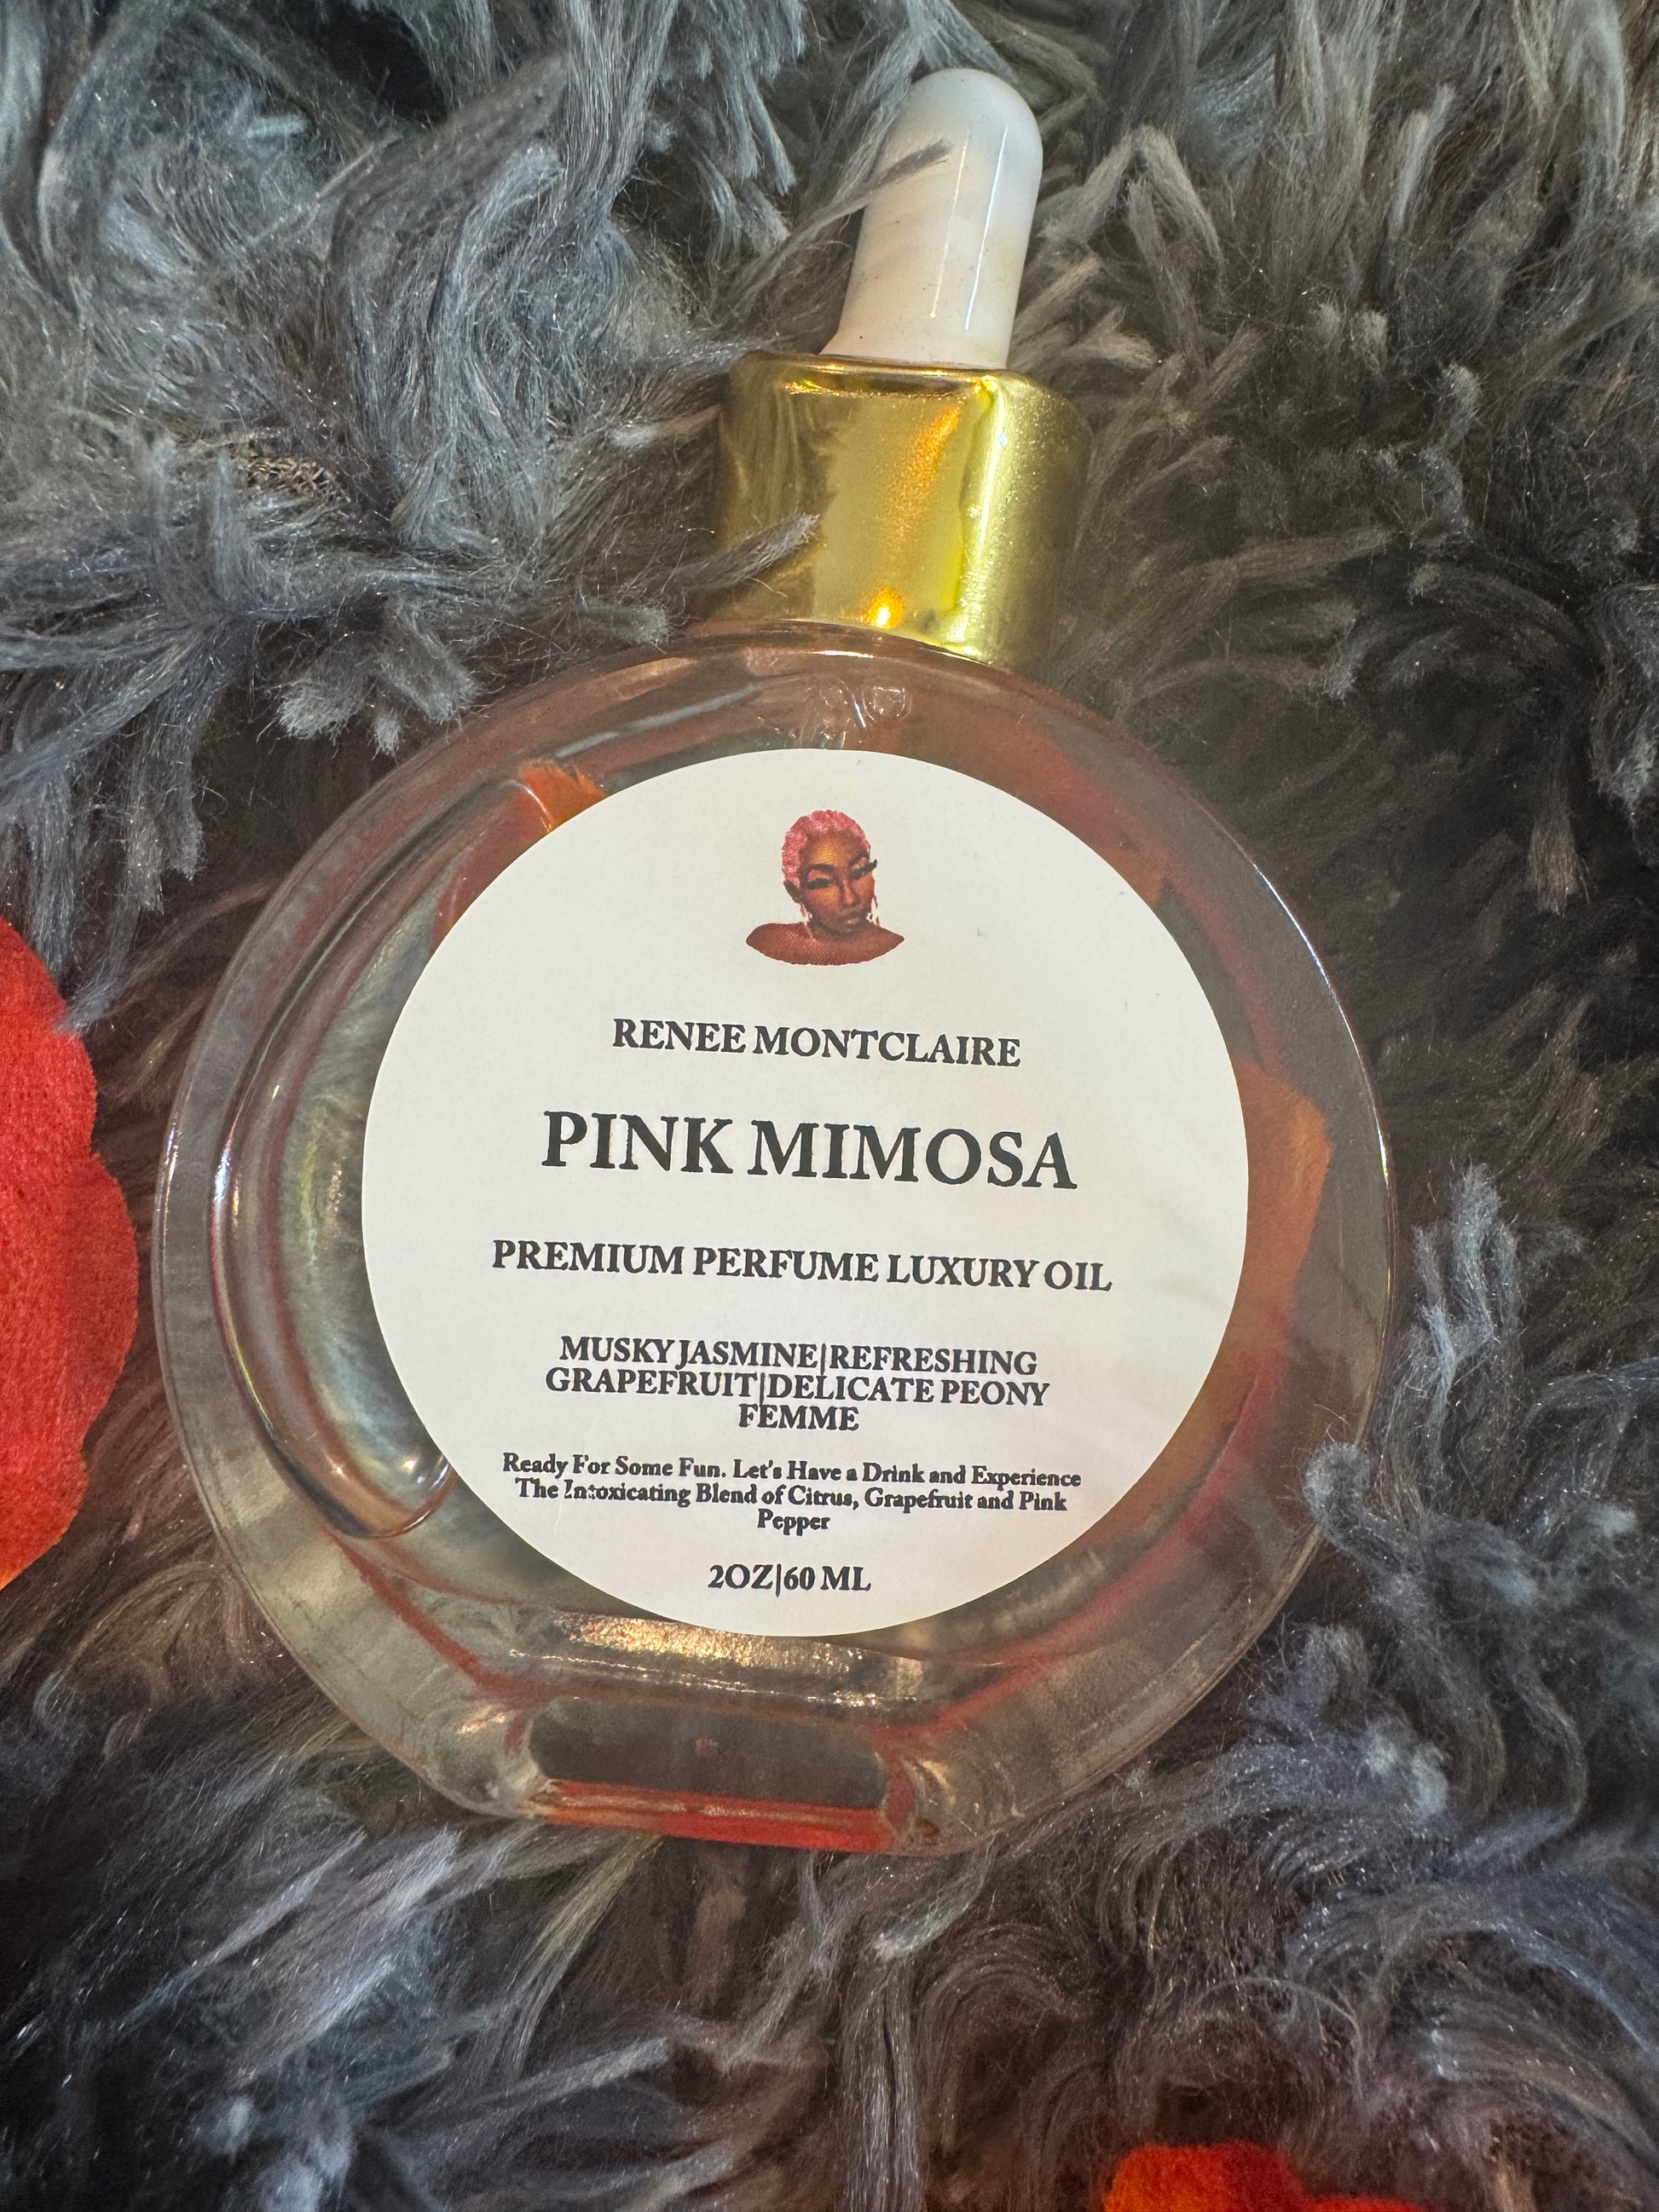 RENEE MONTCLAIRE
PINK MIMOSA
PREMIUM PERFUME LUXURY OIL
MUSKY JASMINE|REFRESHING
GRAPEFRUIT|DELICATE PEONY
FEMME
Ready For Some Fun. Let's Have a Drink and Experience
The Intoxicating Blend of Citrus, Grapefruit and Pink
Pepper
2OZ|60 ML